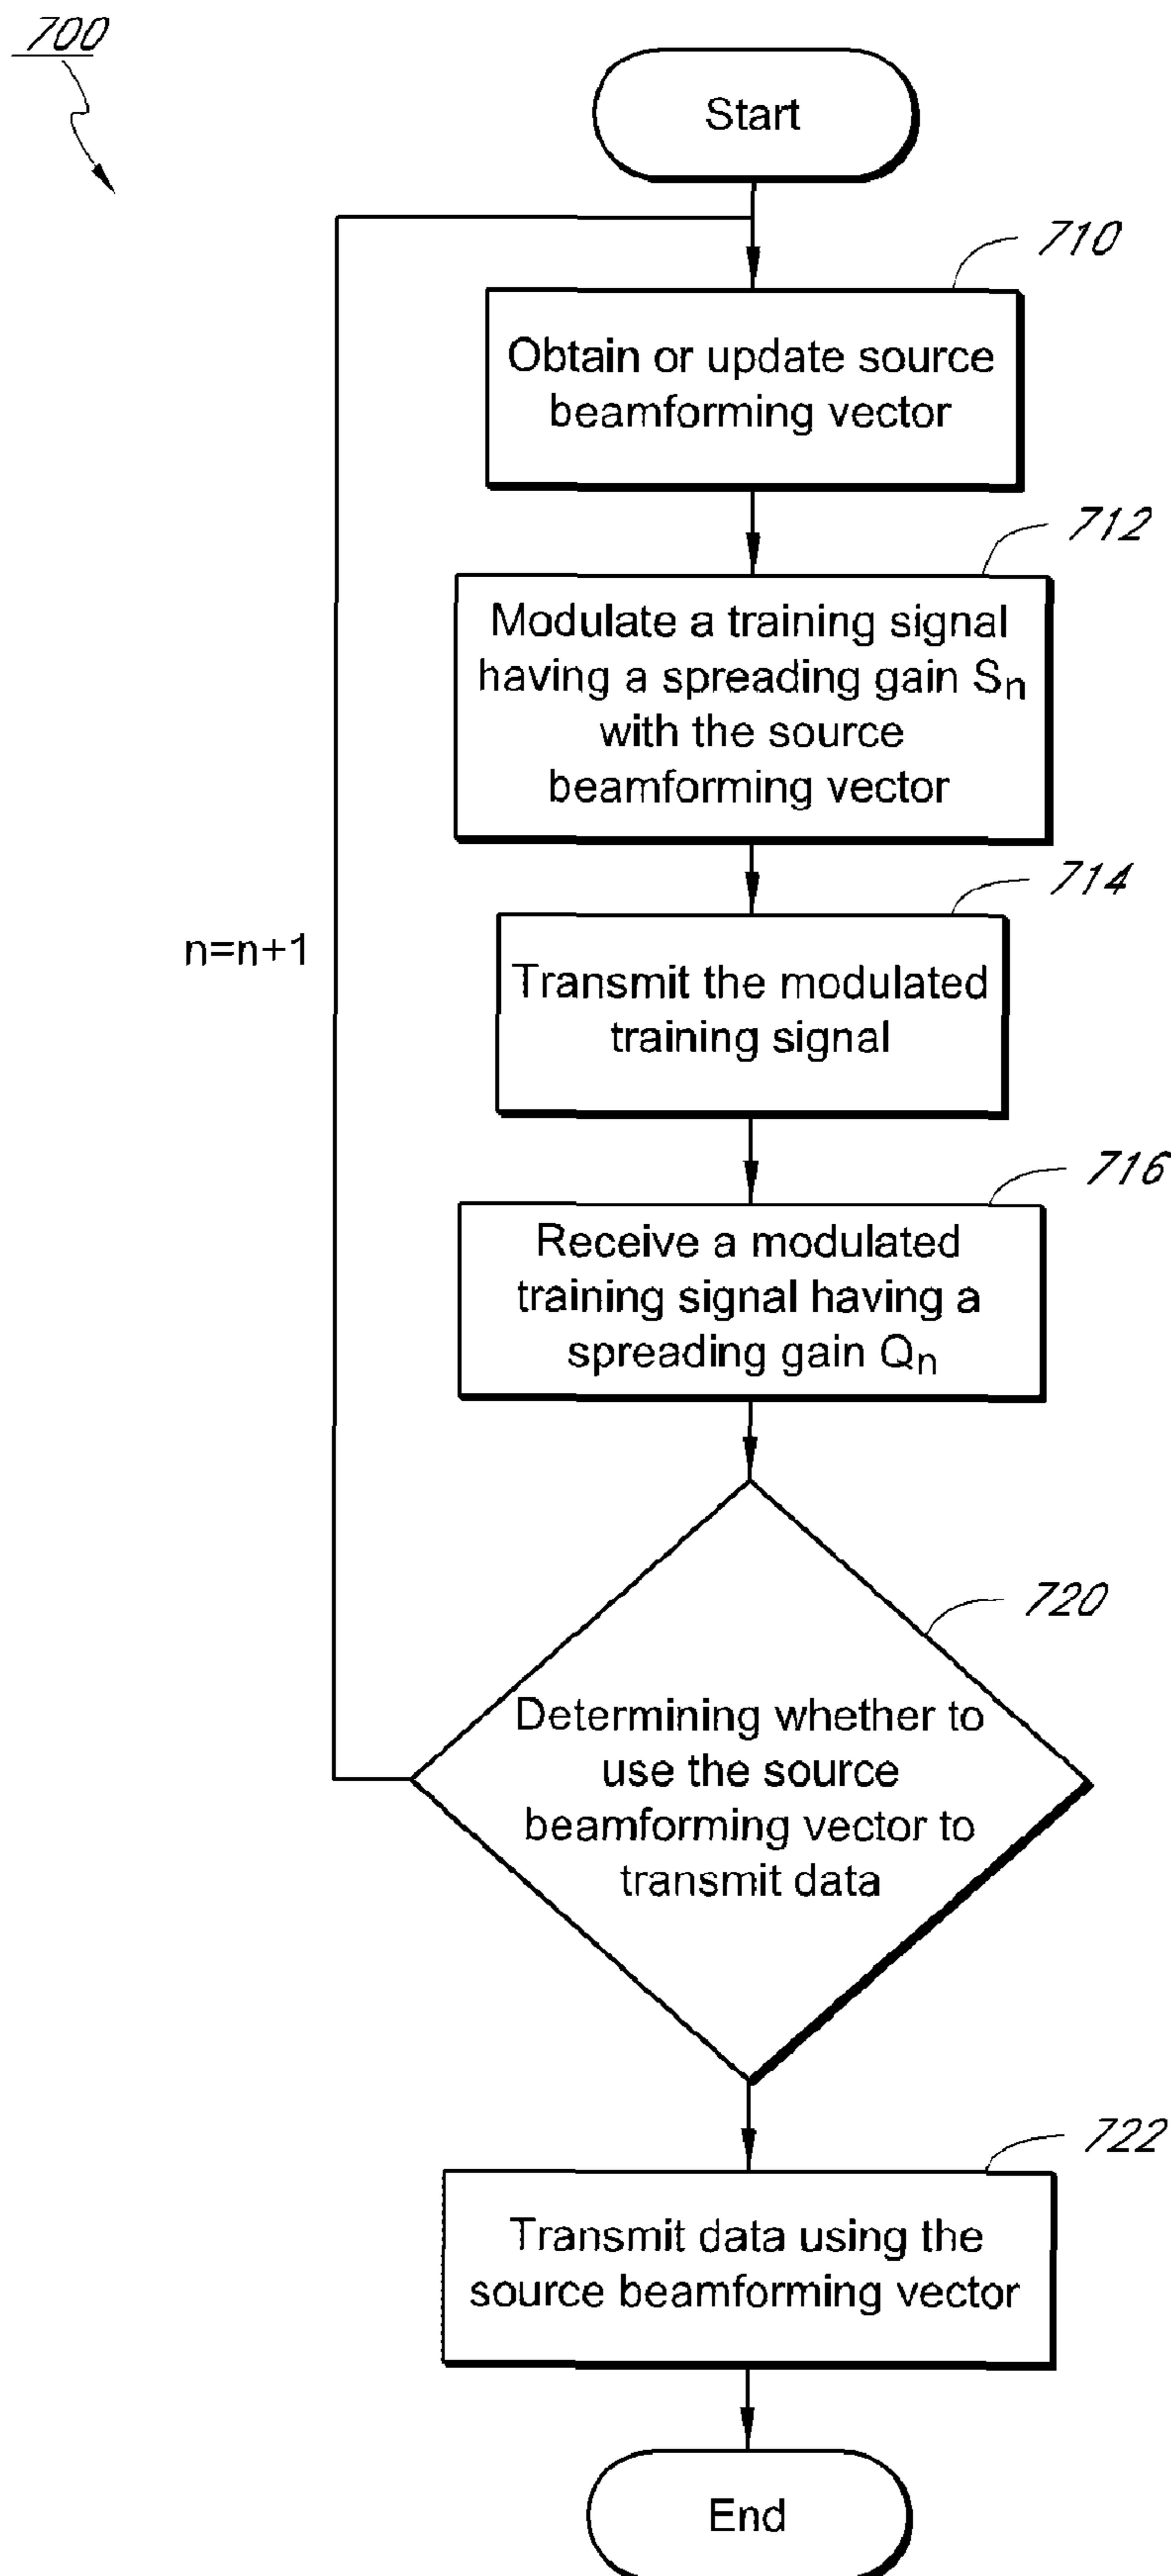 700
Start
710
Obtain or update source
beamforming vector
712
Modulate a training signal
having a spreading gain Sn
with the source
beamforming vector
714
n=n+1
Transmit the modulated
training signal
716
Receive a modulated
training signal having a
spreading gain Qn
720
Determining whether to
use the source
beamforming vector to
transmit data
722
Transmit data using the
source beamforming vector
End